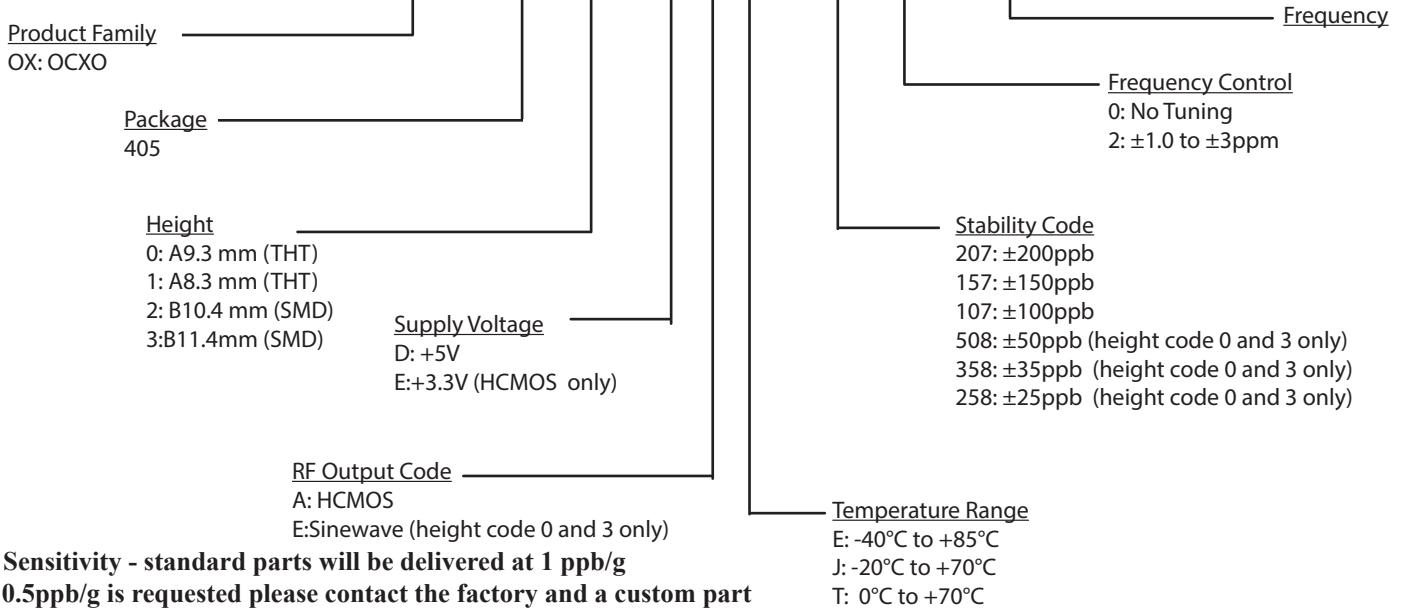 Product Family
OX: OCXO
Package
405
Height
0: A9.3 mm (THT)
1: A8.3 mm (THT)
2: B10.4 mm (SMD)
3:B11.4mm (SMD)
Supply Voltage
D: +5V
E:+3.3V (HCMOS only)
RF Output Code
A: HCMOS
E:Sinewave (height code 0 and 3 only)
Frequency
Frequency Control
0: No Tuning
2: ±1.0 to ±3ppm
Stability Code
207: ±200ppb
157: ±150ppb
107: ±100ppb
508: ±50ppb (height code 0 and 3 only)
358: ±35ppb (height code 0 and 3 only)
258: ±25ppb (height code 0 and 3 only)
Temperature Range
E: -40°C to +85°C
J: -20°C to +70°C
T: 0°C to +70°C
Sensitivity - standard parts will be delivered at 1 ppb/g
0.5ppb/g is requested please contact the factory and a custom part